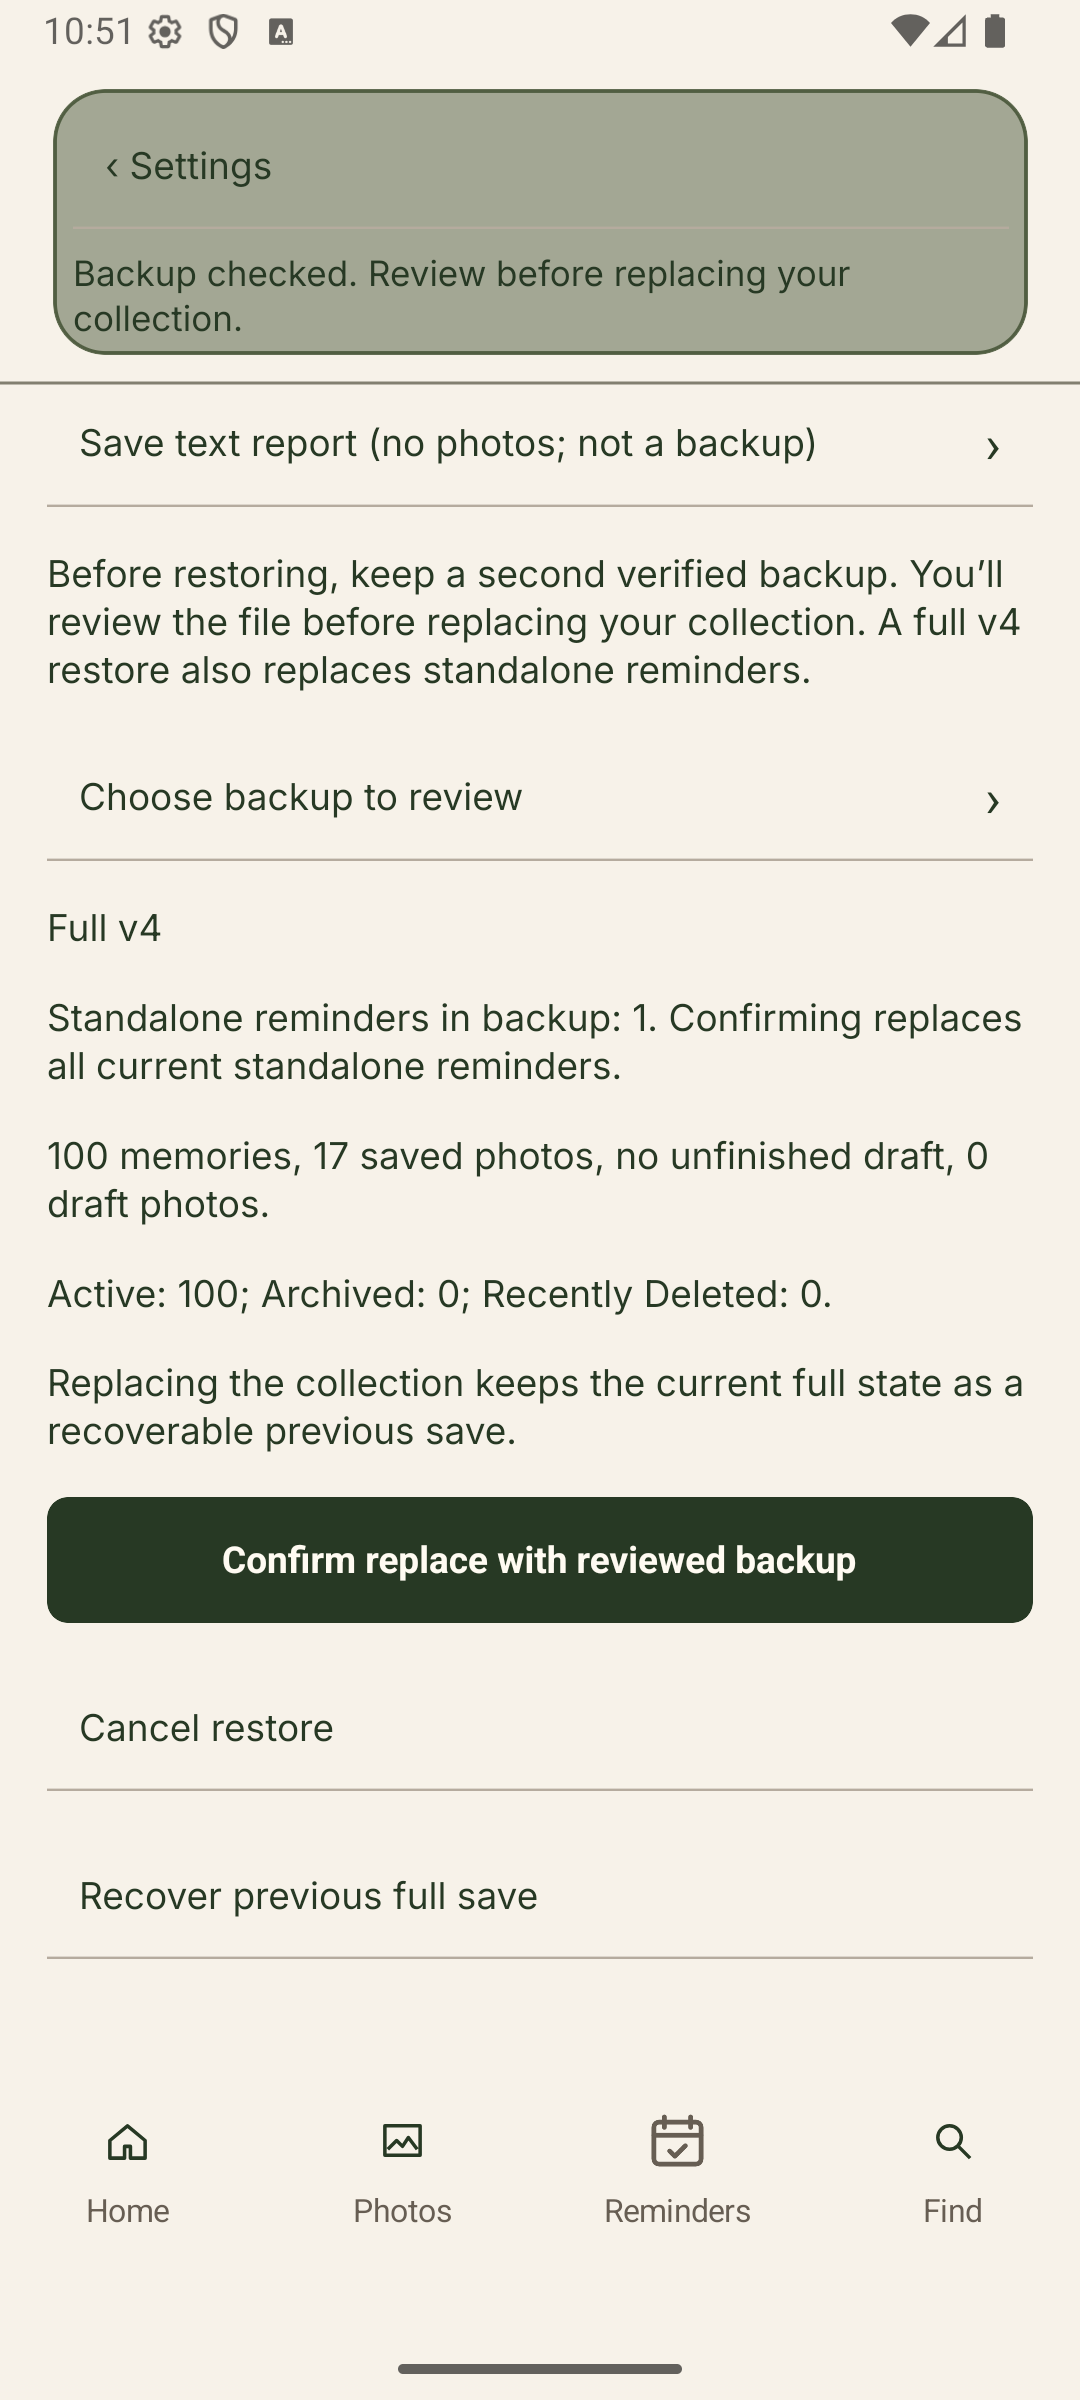 10:51
‹ Settings
Backup checked. Review before replacing your
collection.
Save text report (no photos; not a backup) ›
Before restoring, keep a second verified backup. You’ll
review the file before replacing your collection. A full v4
restore also replaces standalone reminders.
Choose backup to review ›
Full v4
Standalone reminders in backup: 1. Confirming replaces
all current standalone reminders.
100 memories, 17 saved photos, no unfinished draft, 0
draft photos.
Active: 100; Archived: 0; Recently Deleted: 0.
Replacing the collection keeps the current full state as a
recoverable previous save.
Confirm replace with reviewed backup
Cancel restore
Recover previous full save
Home Photos Reminders Find